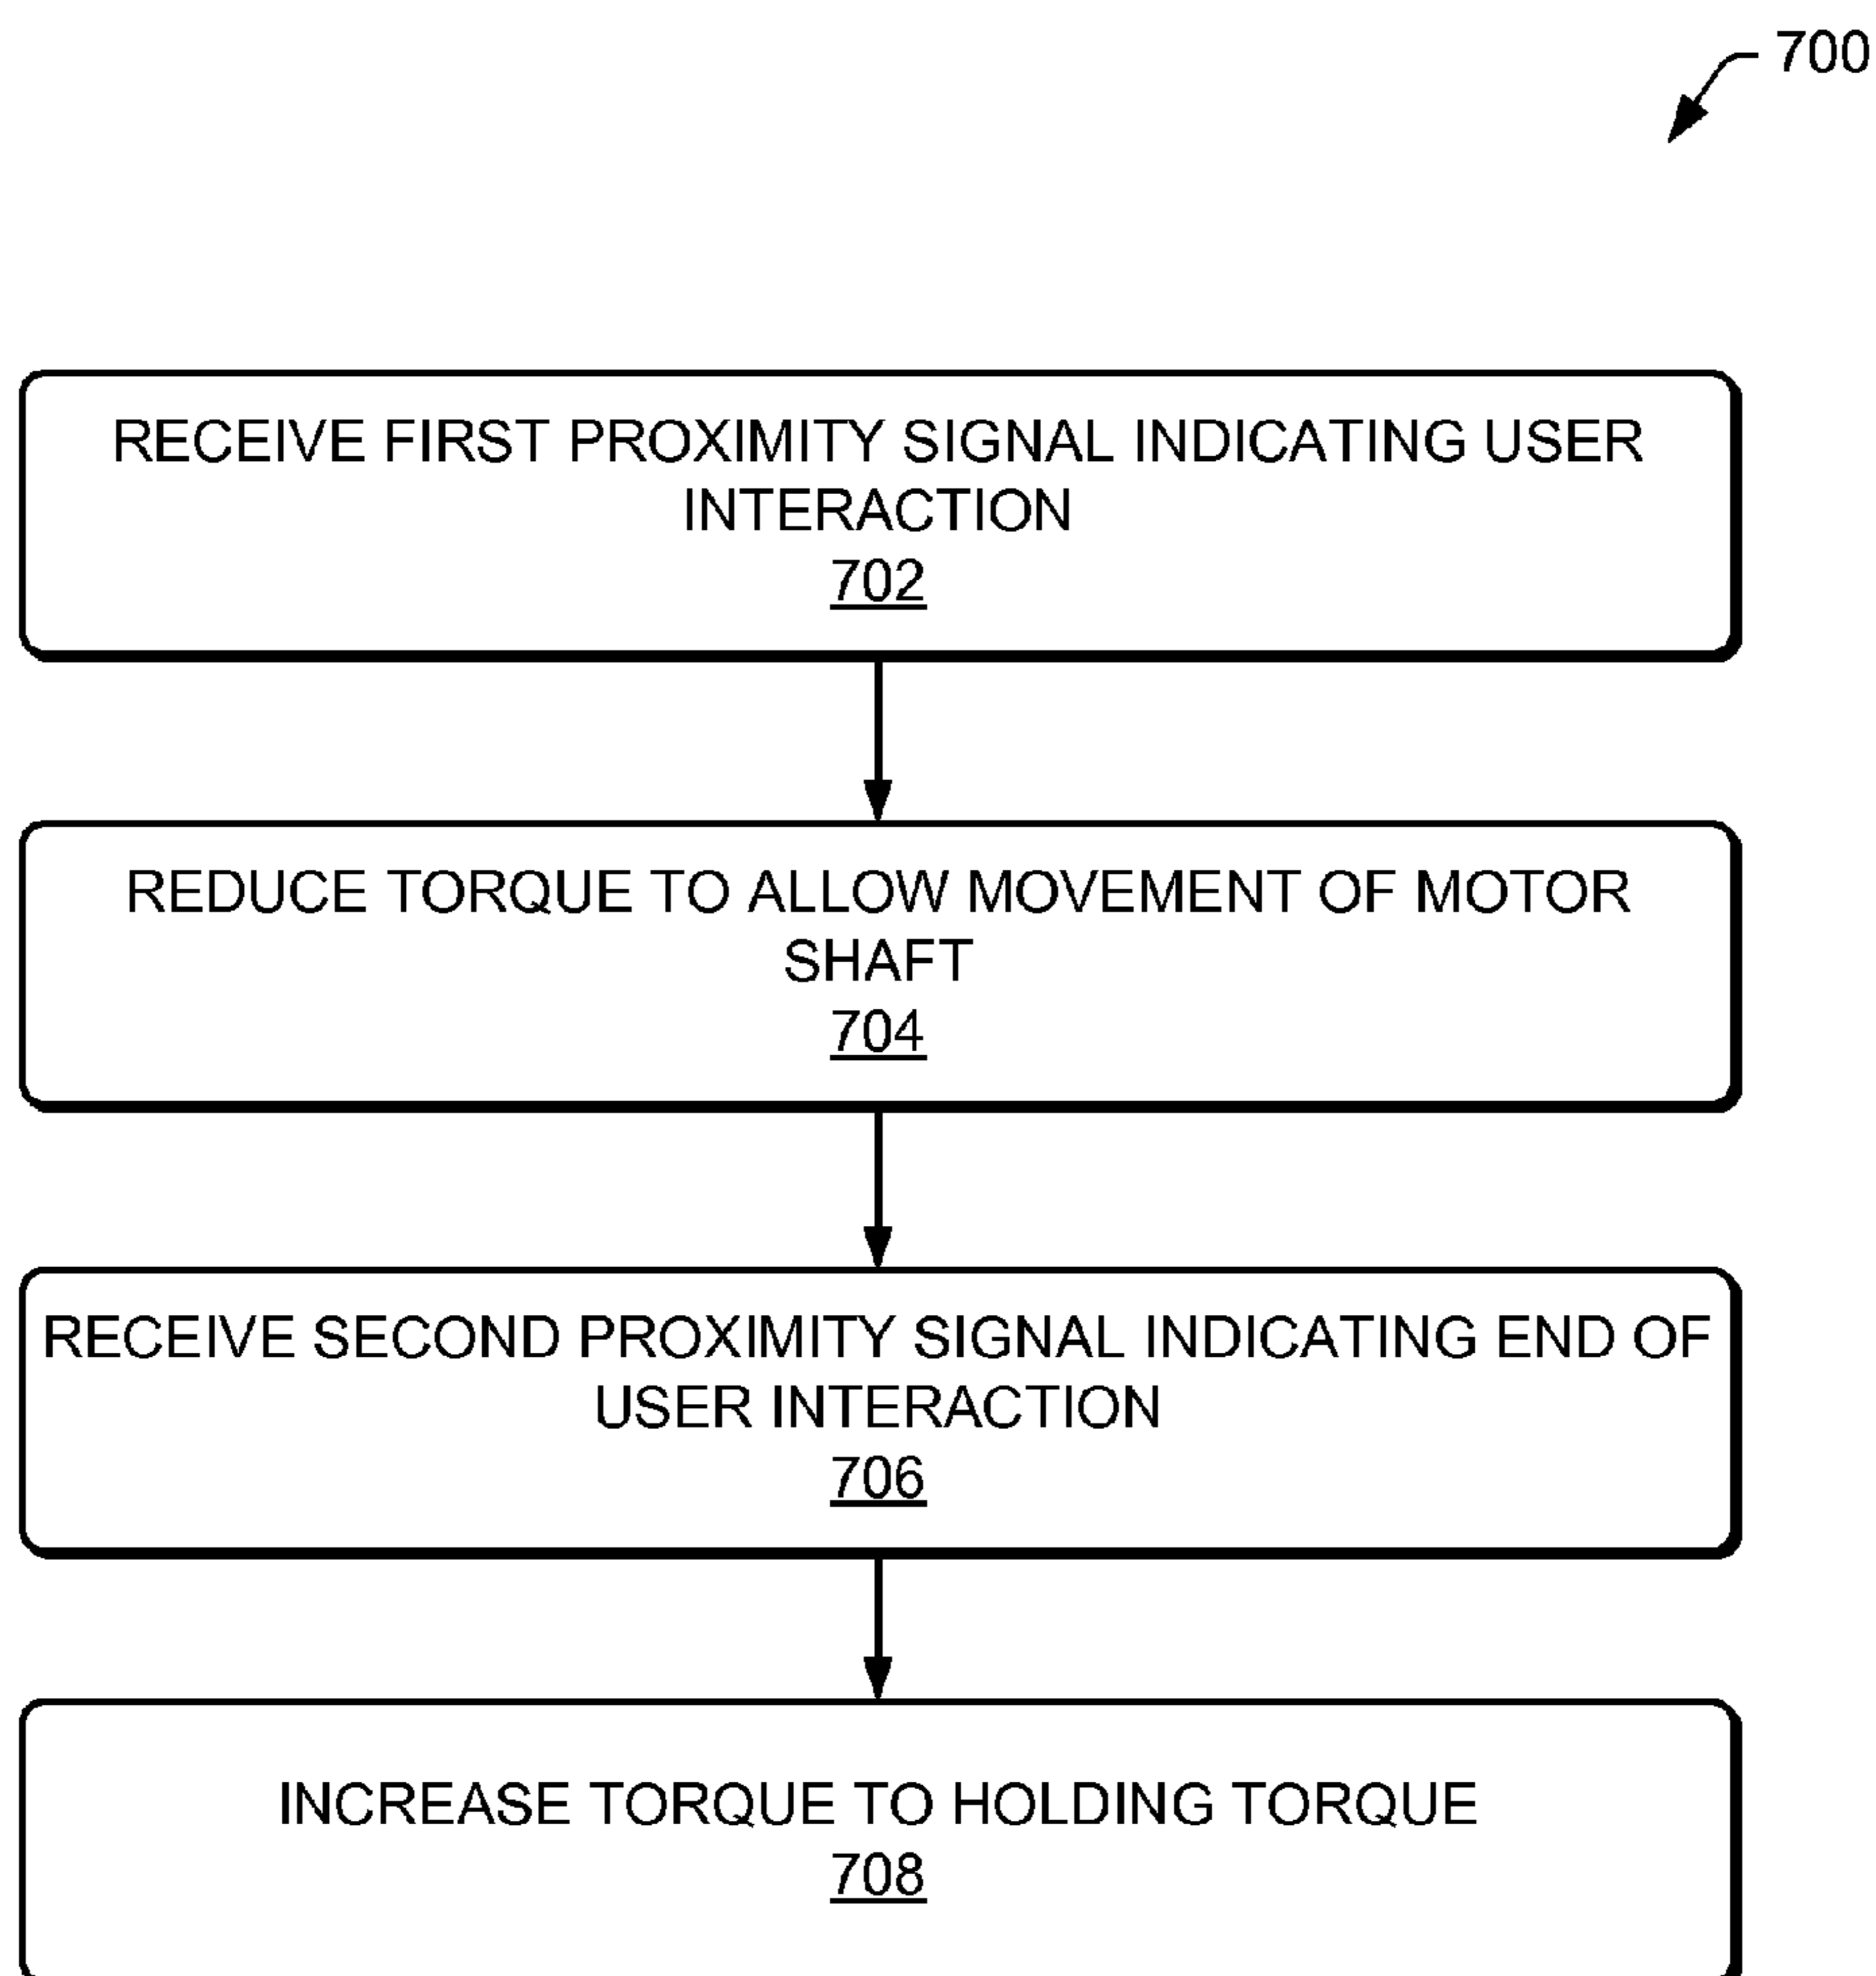 700
RECEIVE FIRST PROXIMITY SIGNAL INDICATING USER
INTERACTION
702
REDUCE TORQUE TO ALLOW MOVEMENT OF MOTOR
SHAFT
704
RECEIVE SECOND PROXIMITY SIGNAL INDICATING END OF
USER INTERACTION
706
INCREASE TORQUE TO HOLDING TORQUE
708